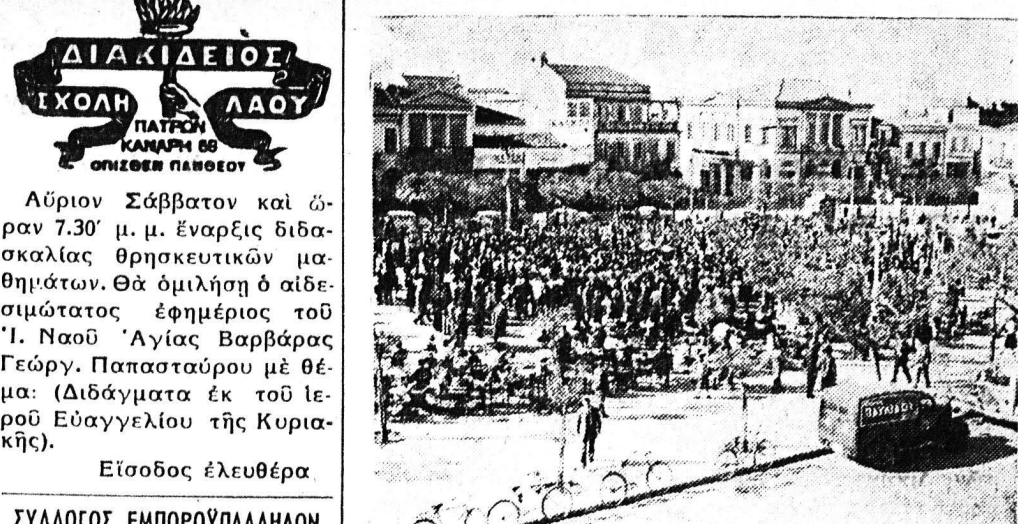 ΔΙΑΚΙΔΕΙΟΣ
ΣΧΟΛΗ ΛΑΟΥ
ΠΑΤΡΩΝ
ΚΑΝΑΡΗ 68
ΟΠΙΣΘΕΝ ΠΑΝΘΕΟΥ
Αὔριον Σάββατον καὶ ὥ-
ραν 7.30′ μ. μ. ἔναρξις διδα-
σκαλίας θρησκευτικῶν μα-
θημάτων. Θὰ ὁμιλήσῃ ὁ αἰδε-
σιμώτατος ἐφημέριος τοῦ
Ἱ. Ναοῦ Ἁγίας Βαρβάρας
Γεώργ. Παπασταύρου μὲ θέ-
μα: (Διδάγματα ἐκ τοῦ ἱε-
ροῦ Εὐαγγελίου τῆς Κυρια-
κῆς).
Εἴσοδος ἐλευθέρα
ΣΥΛΛΟΓΟΣ ΕΜΠΟΡΟΫΠΑΛΛΗΛΩΝ